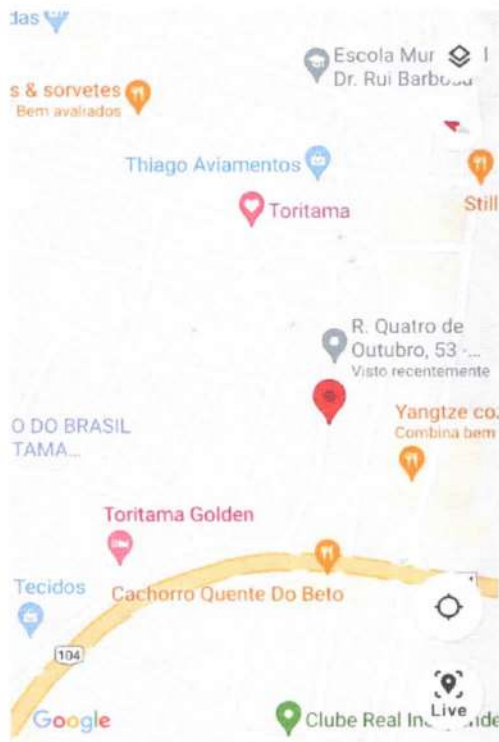 das
Escola Mur
Dr. Rui Barbosa
s & sorvetes
Bem avaliados
Thiago Aviamentos
Toritama
Still
R. Quatro de
Outubro, 53 -...
Visto recentemente
O DO BRASIL
TAMA...
Yangtze co
Combina bem
Toritama Golden
Tecidos
Cachorro Quente Do Beto
104
Live
Google
Clube Real In
nde